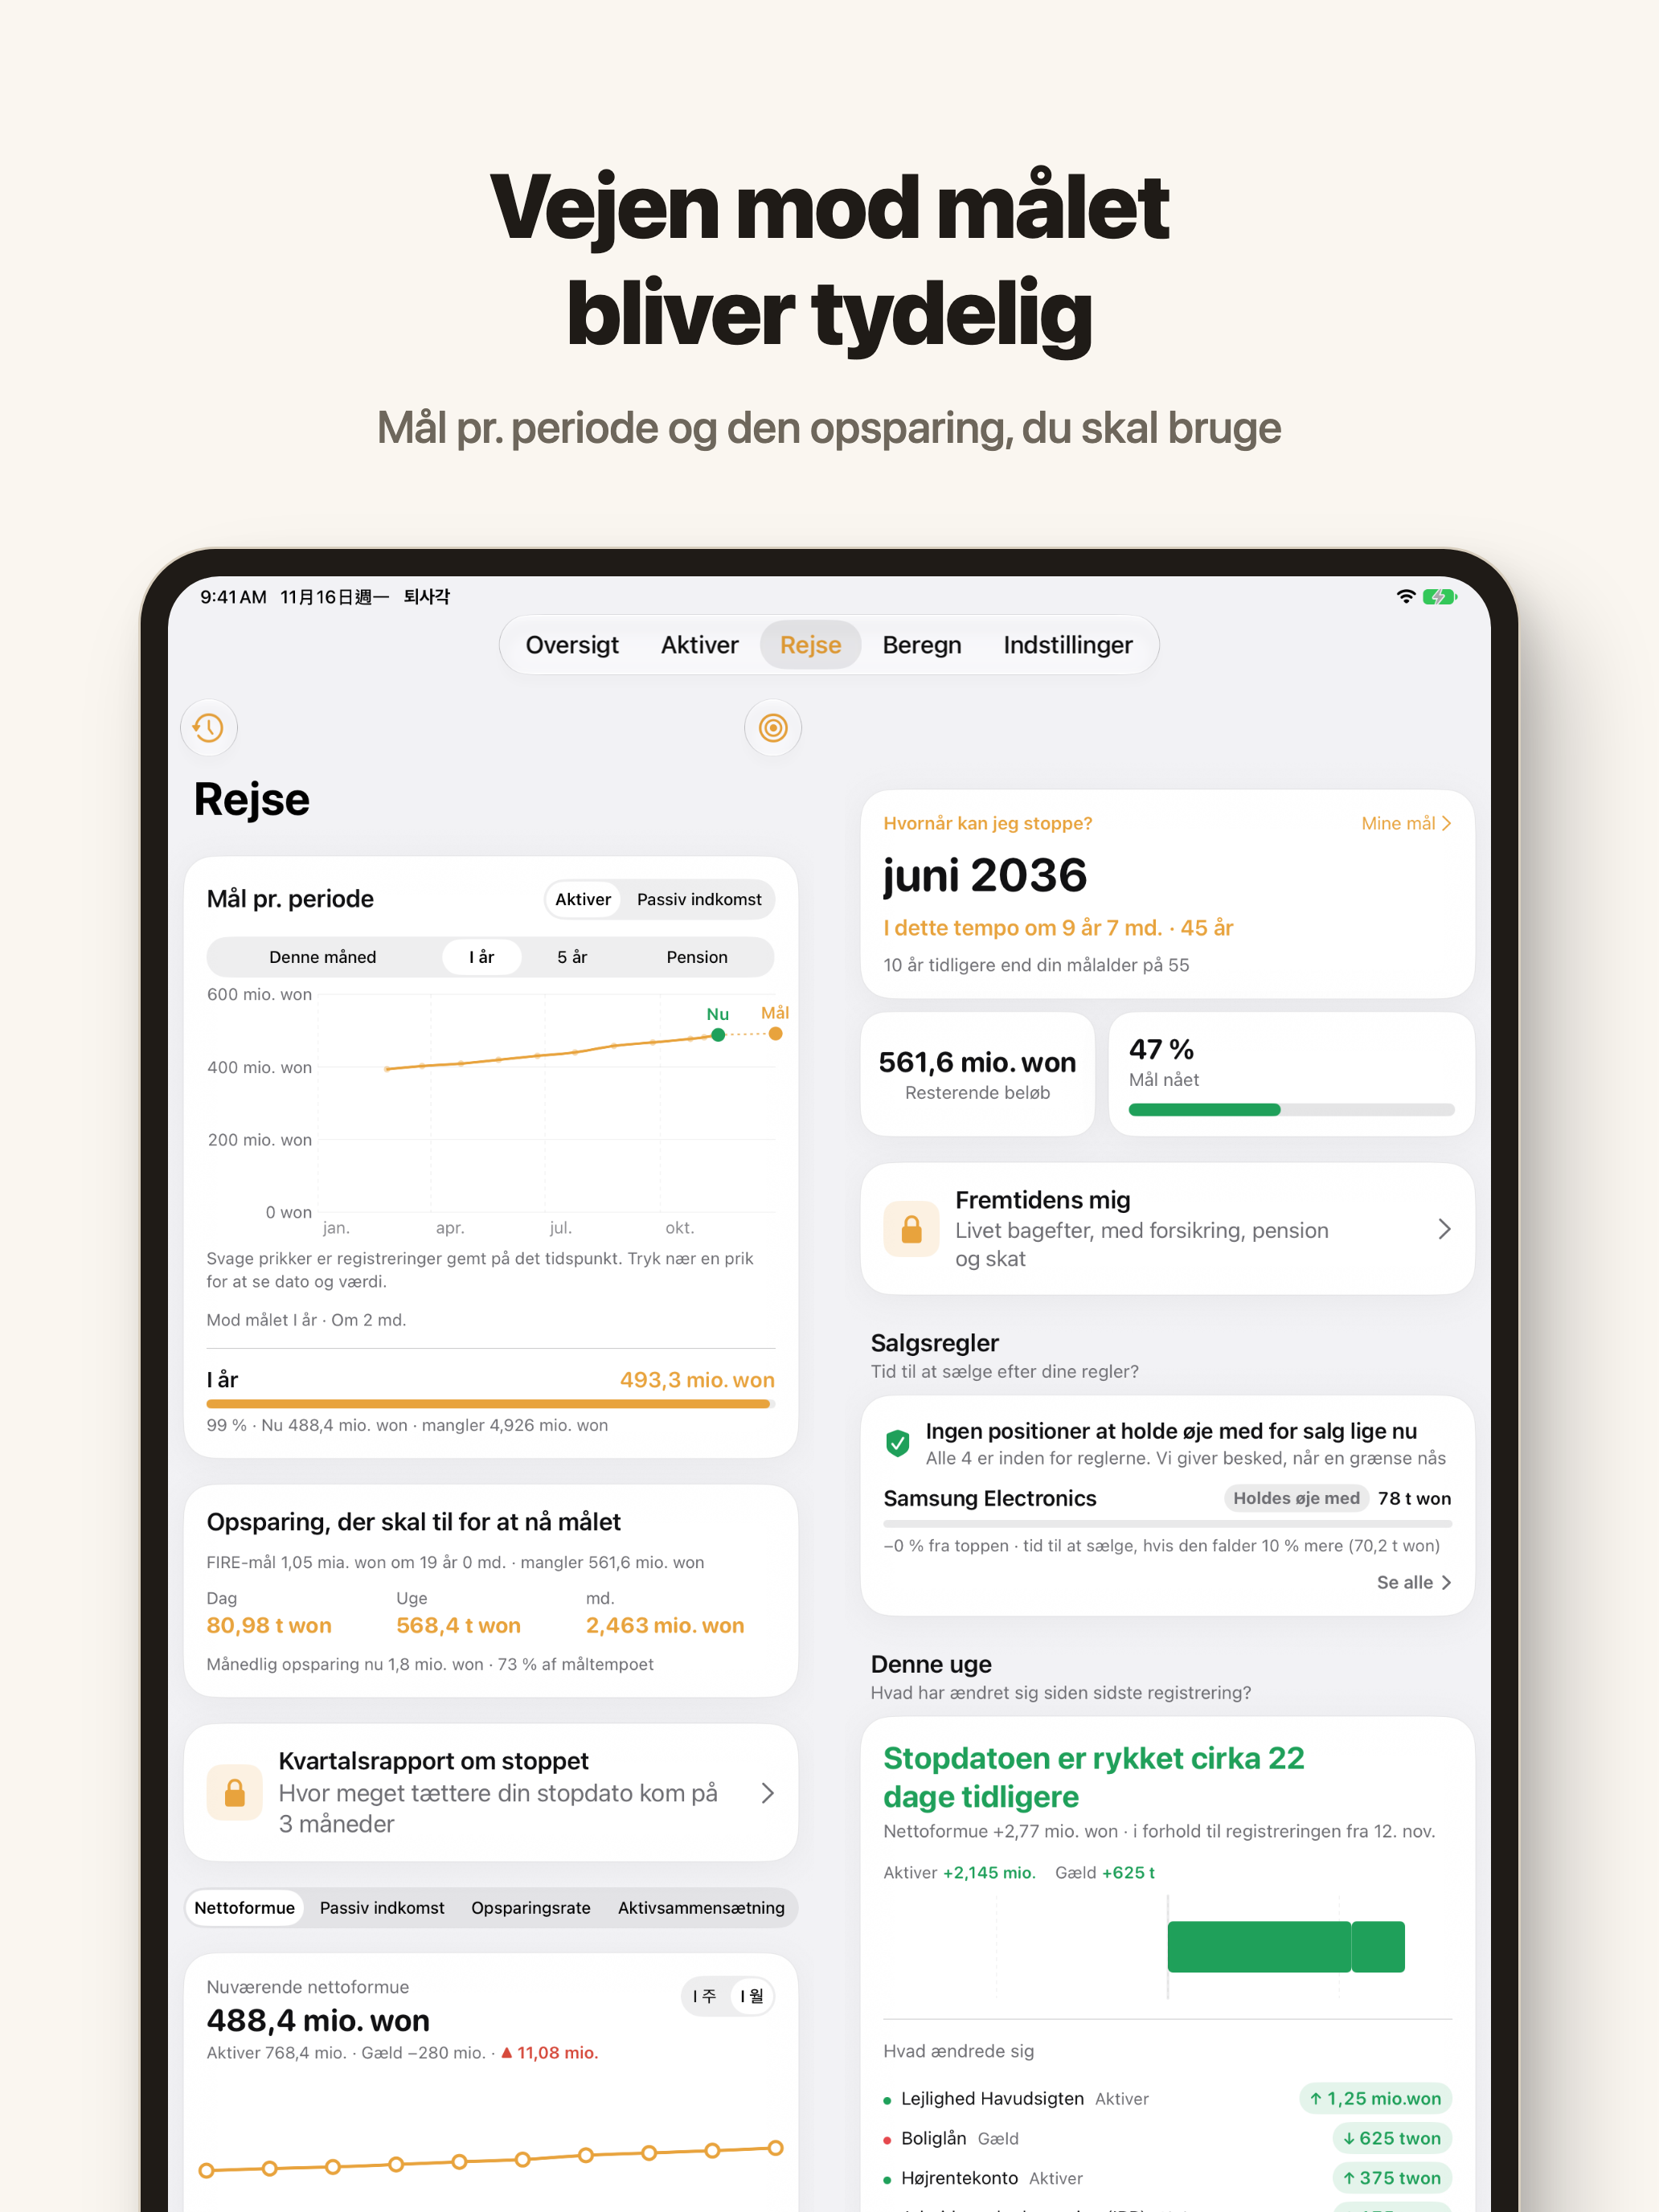 Vejen mod målet
bliver tydelig
Mål pr. periode og den opsparing, du skal bruge
9:41 AM 11月16日週一 퇴사각
Oversigt Aktiver Rejse Beregn Indstillinger
Rejse
Mål pr. periode Aktiver Passiv indkomst
Denne måned I år 5 år Pension
600 mio. won
Nu Mål
400 mio. won
200 mio. won
0 won
jan. apr. jul. okt.
Svage prikker er registreringer gemt på det tidspunkt. Tryk nær en prik
for at se dato og værdi.
Mod målet I år · Om 2 md.
I år 493,3 mio. won
99 % · Nu 488,4 mio. won · mangler 4,926 mio. won
Opsparing, der skal til for at nå målet
FIRE-mål 1,05 mia. won om 19 år 0 md. · mangler 561,6 mio. won
Dag Uge md.
80,98 t won 568,4 t won 2,463 mio. won
Månedlig opsparing nu 1,8 mio. won · 73 % af måltempoet
Kvartalsrapport om stoppet
Hvor meget tættere din stopdato kom på
3 måneder
Nettoformue Passiv indkomst Opsparingsrate Aktivsammensætning
Nuværende nettoformue
1 주 1 월
488,4 mio. won
Aktiver 768,4 mio. · Gæld −280 mio. · ▲ 11,08 mio.
Hvornår kan jeg stoppe? Mine mål
juni 2036
I dette tempo om 9 år 7 md. · 45 år
10 år tidligere end din målalder på 55
561,6 mio. won
Resterende beløb
47 %
Mål nået
Fremtidens mig
Livet bagefter, med forsikring, pension
og skat
Salgsregler
Tid til at sælge efter dine regler?
Ingen positioner at holde øje med for salg lige nu
Alle 4 er inden for reglerne. Vi giver besked, når en grænse nås
Samsung Electronics Holdes øje med 78 t won
−0 % fra toppen · tid til at sælge, hvis den falder 10 % mere (70,2 t won)
Se alle
Denne uge
Hvad har ændret sig siden sidste registrering?
Stopdatoen er rykket cirka 22
dage tidligere
Nettoformue +2,77 mio. won · i forhold til registreringen fra 12. nov.
Aktiver +2,145 mio. Gæld +625 t
Hvad ændrede sig
Lejlighed Havudsigten Aktiver ↑ 1,25 mio.won
Boliglån Gæld ↓ 625 twon
Højrentekonto Aktiver ↑ 375 twon